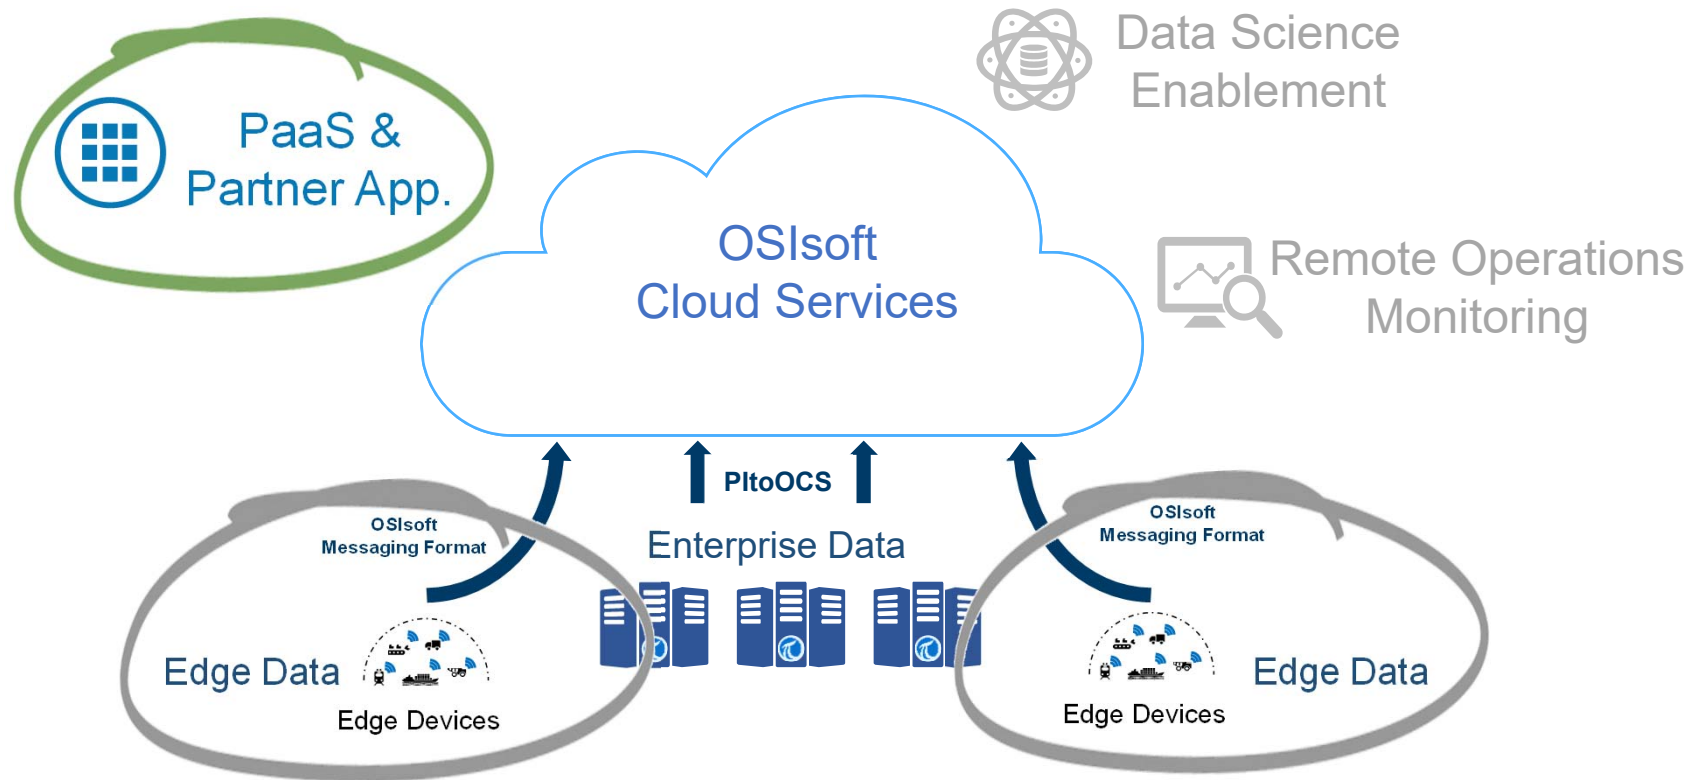 Data Science
Enablement
PaaS &
Partner App.
OSIsoft
Cloud Services
Remote Operations
Monitoring
PItoOCS
OSIsoft
Messaging Format
Enterprise Data
OSIsoft
Messaging Format
Edge Data
Edge Devices
Edge Data
Edge Devices